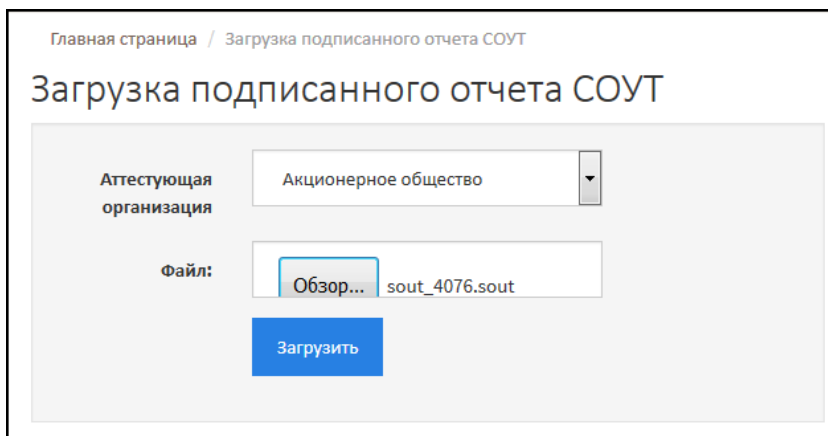 Главная страница / Загрузка подписанного отчета СОУТ
Загрузка подписанного отчета СОУТ
Аттестующая организация
Акционерное общество
Файл:
Обзор... sout_4076.sout
Загрузить